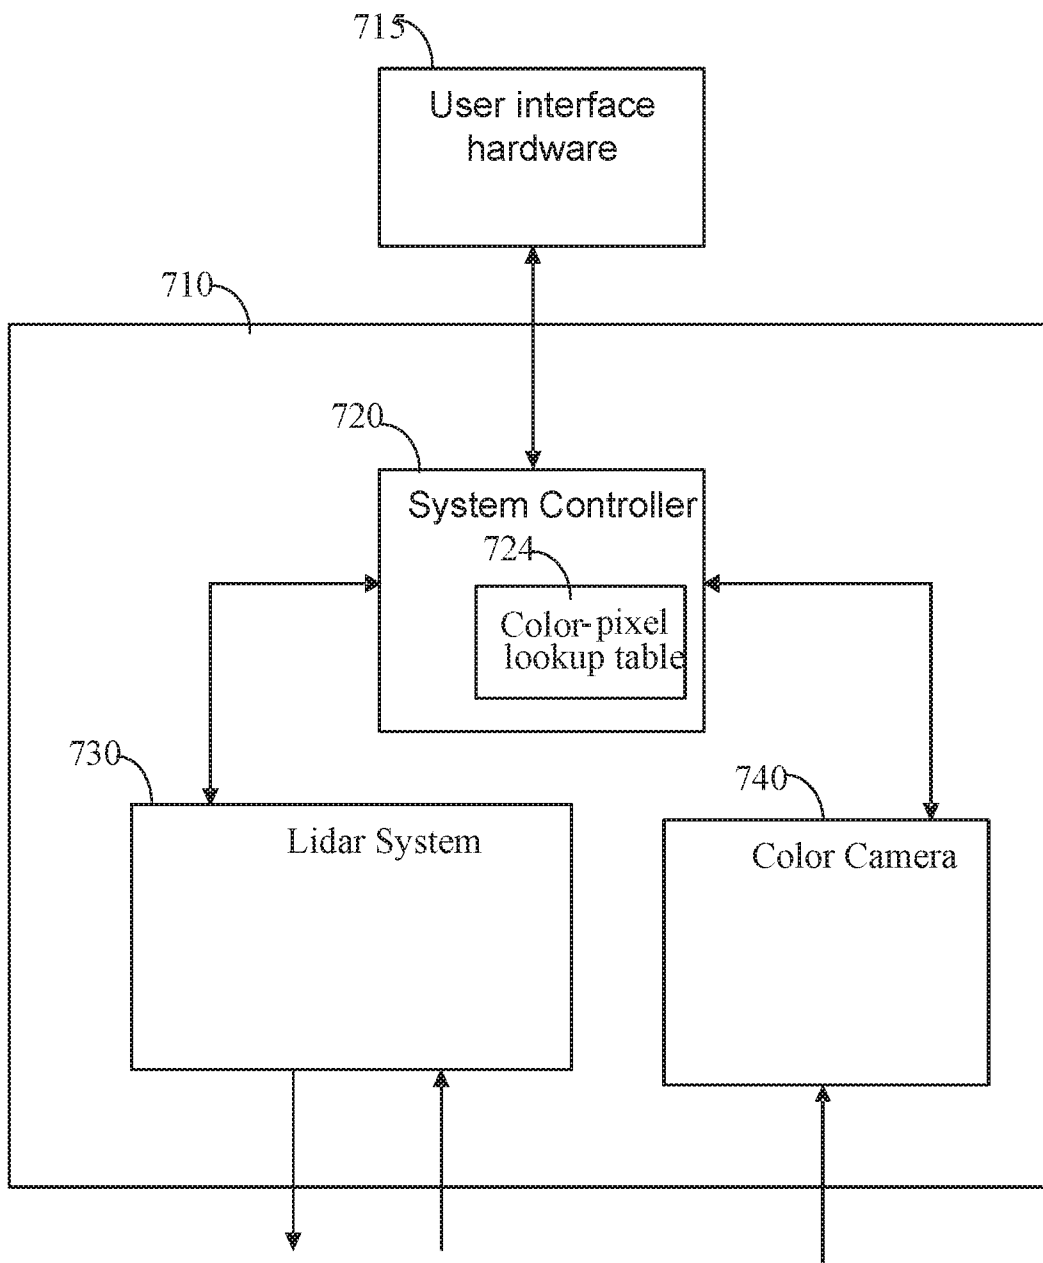 715
User interface
hardware
710
720
System Controller
724
Color-pixel
lookup table
730
Lidar System
740
Color Camera